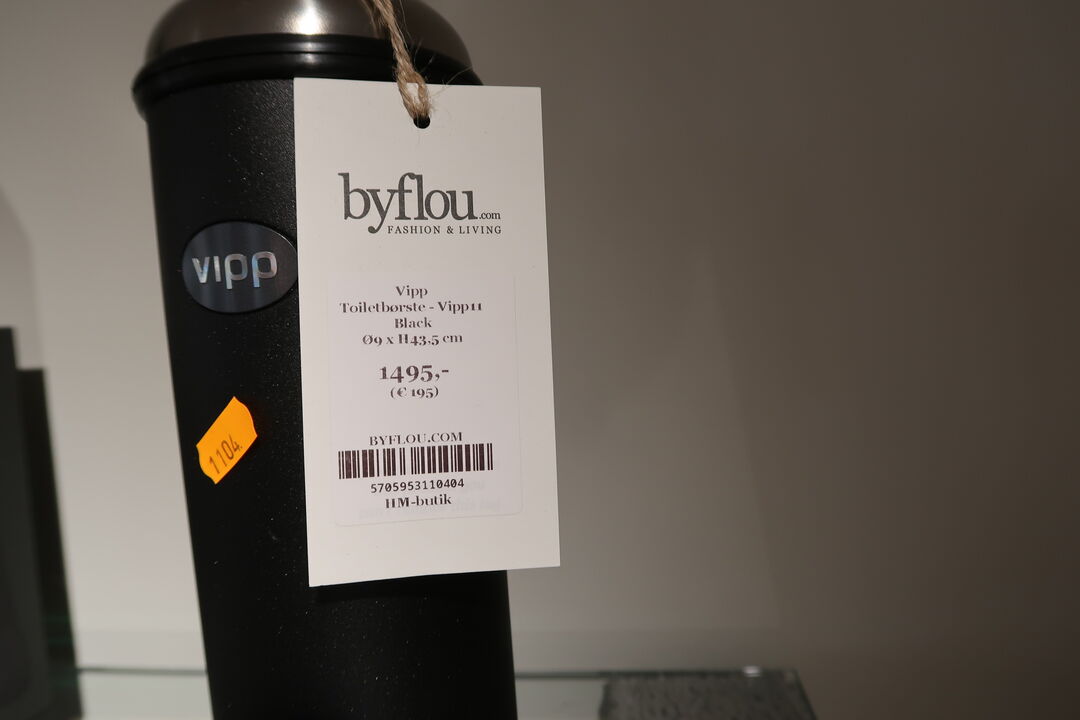 byflou.com
FASHION & LIVING
vipp
Vipp
Toiletbørste - Vipp11
Black
Ø9 x H43,5 cm
1495,-
(€ 195)
1104.
BYFLOU.COM
5705953110404
HM-butik